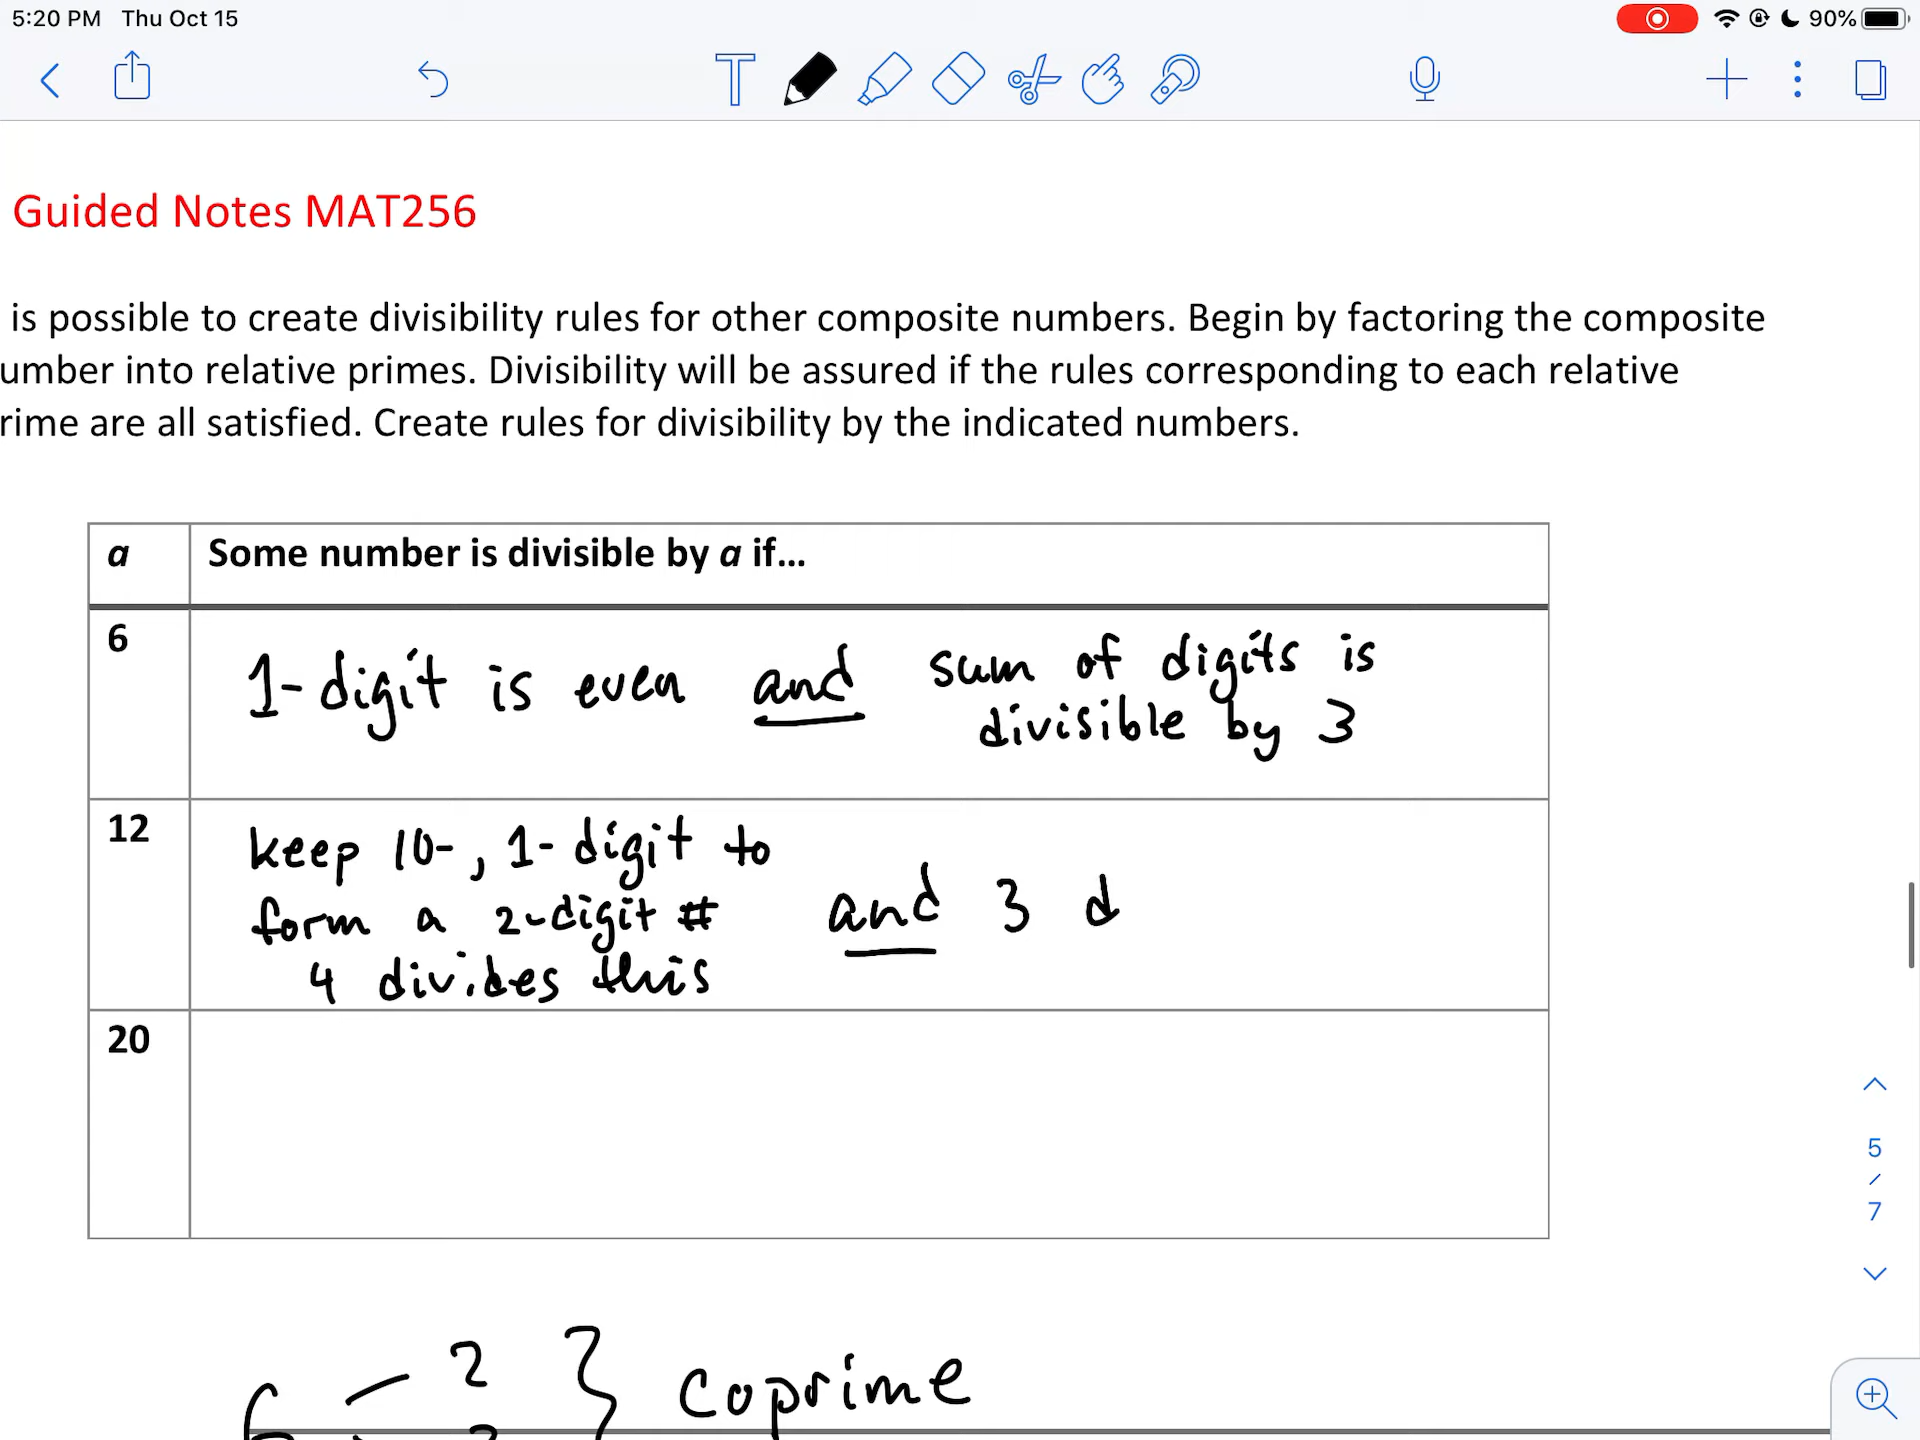 5:20 PM Thu Oct 15
90%
T
Guided Notes MAT256
is possible to create divisibility rules for other composite numbers. Begin by factoring the composite
umber into relative primes. Divisibility will be assured if the rules corresponding to each relative
rime are all satisfied. Create rules for divisibility by the indicated numbers.
a Some number is divisible by a if...
6
1-digit is even and sum of digits is
divisible by 3
12
keep 10-, 1-digit to
form a 2-digit #
4 divides this
and 3 d
20
5
/
7
6 2 } coprime